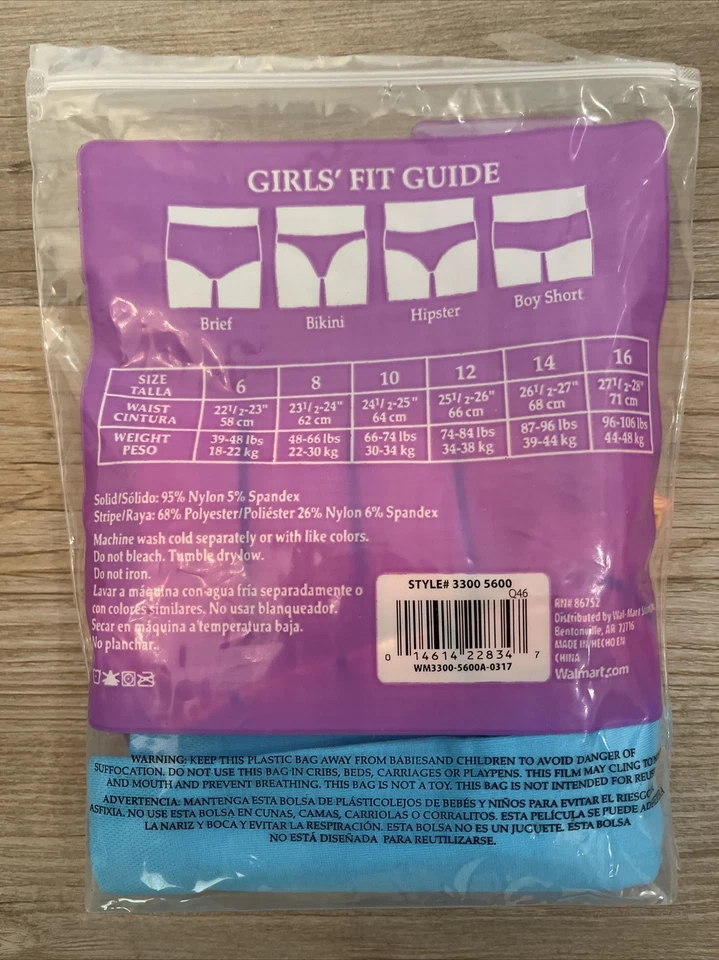 GIRLS' FIT GUIDE
Brief Bikini Hipster Boy Short
SIZE TALLA 6 8 10 12 14 16
WAIST CINTURA 22 1/2-23" 58 cm 23 1/2-24" 62 cm 24 1/2-25" 64 cm 25 1/2-26" 66 cm 26 1/2-27" 68 cm 27 1/2-28" 71 cm
WEIGHT PESO 39-48 lbs 18-22 kg 48-66 lbs 22-30 kg 66-74 lbs 30-34 kg 74-84 lbs 34-38 kg 87-96 lbs 39-44 kg 96-106 lbs 44-48 kg
Solid/Sólido: 95% Nylon 5% Spandex
Stripe/Raya: 68% Polyester/Poliéster 26% Nylon 6% Spandex
Machine wash cold separately or with like colors.
Do not bleach. Tumble dry low.
Do not iron.
Lavar a máquina con agua fría separadamente o
con colores similares. No usar blanqueador.
Secar en máquina a temperatura baja.
No planchar.
STYLE# 3300 5600
Q46
0 14614 22834 7
WM3300-5600A-0317
RN# 86752
Distributed by Wal-Mart
Bentonville, AR 72716
MADE IN/HECHO EN
CHINA
Walmart.com
WARNING: KEEP THIS PLASTIC BAG AWAY FROM BABIESAND CHILDREN TO AVOID DANGER OF
SUFFOCATION. DO NOT USE THIS BAG IN CRIBS, BEDS, CARRIAGES OR PLAYPENS. THIS FILM MAY CLING TO
AND MOUTH AND PREVENT BREATHING. THIS BAG IS NOT A TOY. THIS BAG IS NOT INTENDED FOR
ADVERTENCIA: MANTENGA ESTA BOLSA DE PLÁSTICOLEJOS DE BEBÉS Y NIÑOS PARA EVITAR EL RIESGO
ASFIXIA. NO USE ESTA BOLSA EN CUNAS, CAMAS, CARRIOLAS O CORRALITOS. ESTA PELÍCULA SE PUEDE
LA NARIZ Y BOCA Y EVITAR LA RESPIRACIÓN. ESTA BOLSA NO ES UN JUGUETE. ESTA BOLSA
NO ESTÁ DISEÑADA PARA REUTILIZARSE.